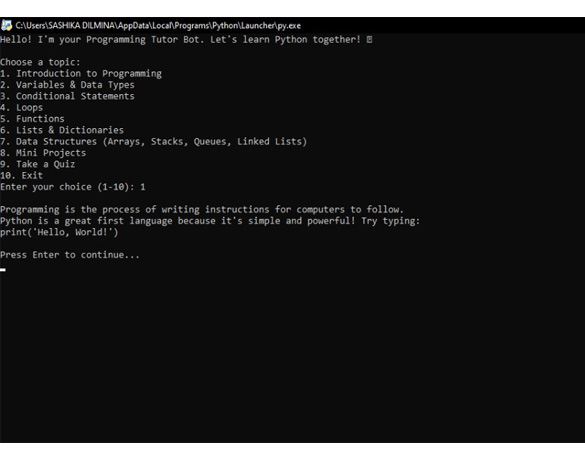 C:\Users\SASHIKA DILMINA\AppData\Local\Programs\Python\Launcher\py.exe
Hello! I'm your Programming Tutor Bot. Let's learn Python together!
Choose a topic:
1. Introduction to Programming
2. Variables & Data Types
3. Conditional Statements
4. Loops
5. Functions
6. Lists & Dictionaries
7. Data Structures (Arrays, Stacks, Queues, Linked Lists)
8. Mini Projects
9. Take a Quiz
10. Exit
Enter your choice (1-10): 1
Programming is the process of writing instructions for computers to follow.
Python is a great first language because it's simple and powerful! Try typing:
print('Hello, World!')
Press Enter to continue...